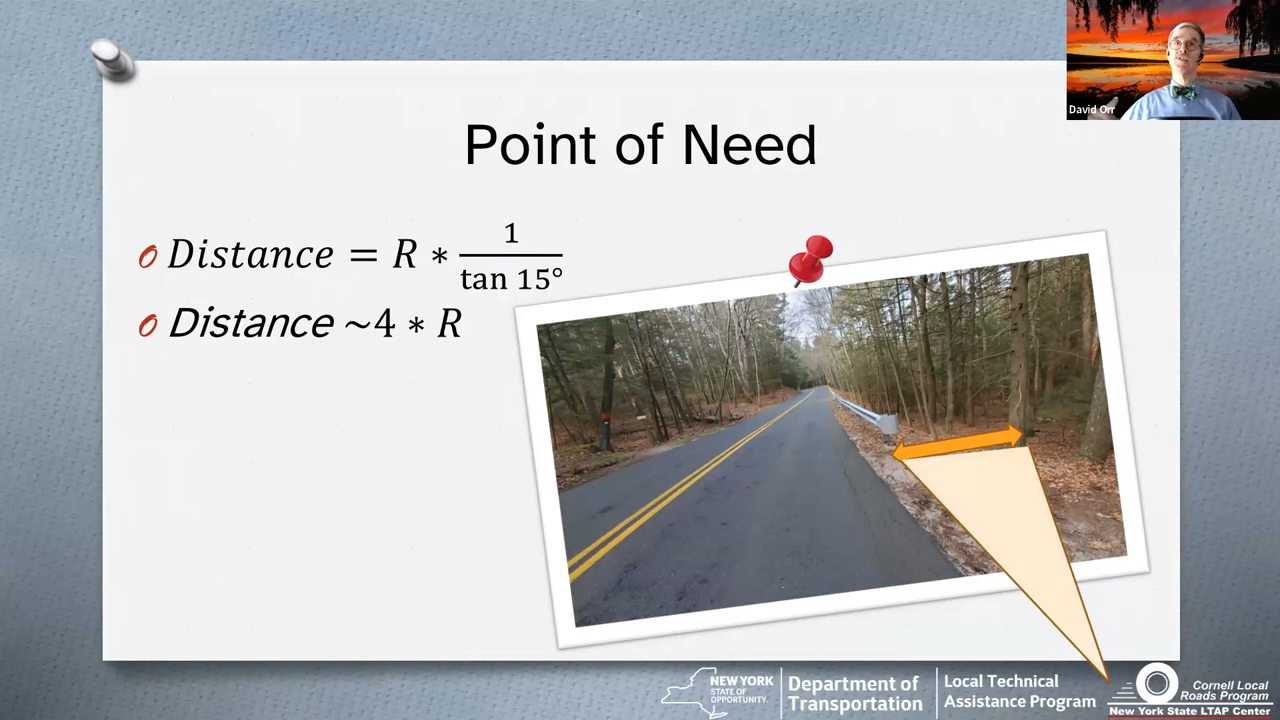 David Orr
Point of Need
Distance = R * 1 / tan 15°
Distance ~4 * R
NEW YORK
STATE OF
OPPORTUNITY.
Department of
Transportation
Local Technical
Assistance Program
Cornell Local
Roads Program
New York State LTAP Center